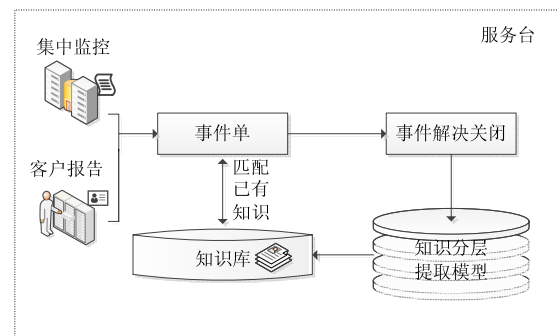 服务台
集中监控
事件单
事件解决关闭
客户报告
匹配
已有
知识
知识库
知识分层
提取模型